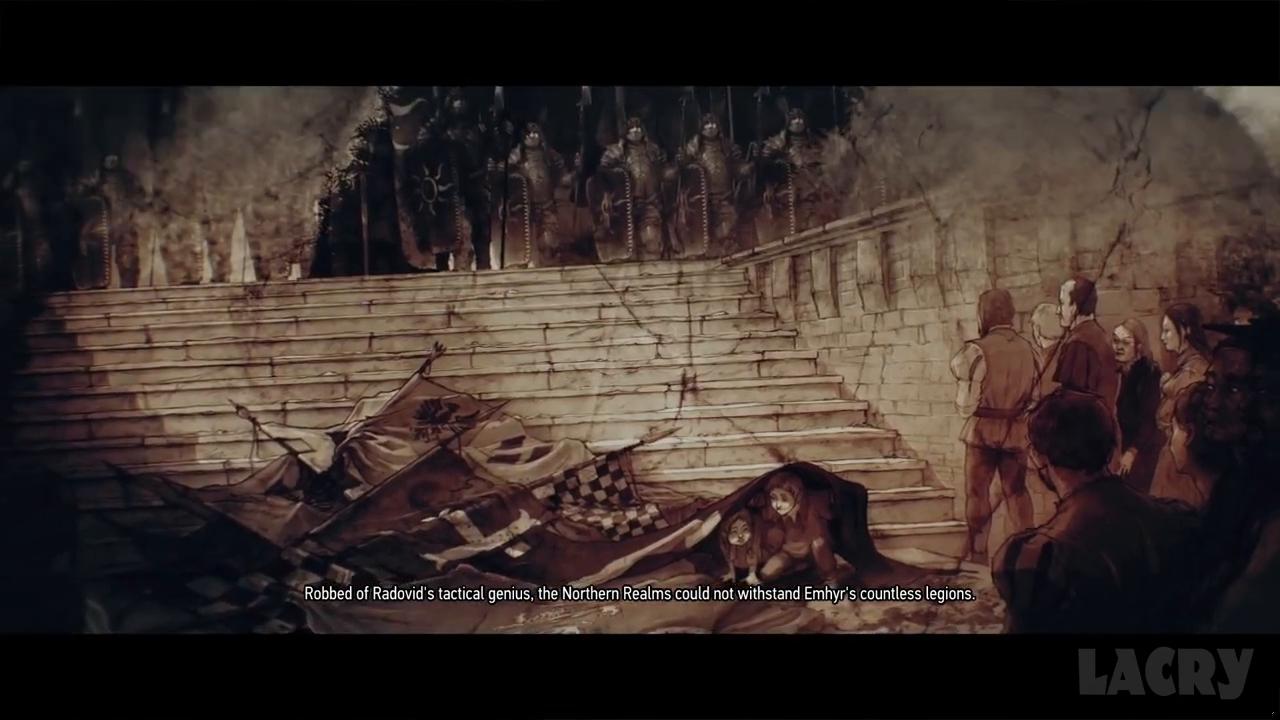 Robbed of Radovid's tactical genius, the Northern Realms could not withstand Emhyr's countless legions.
LACRY